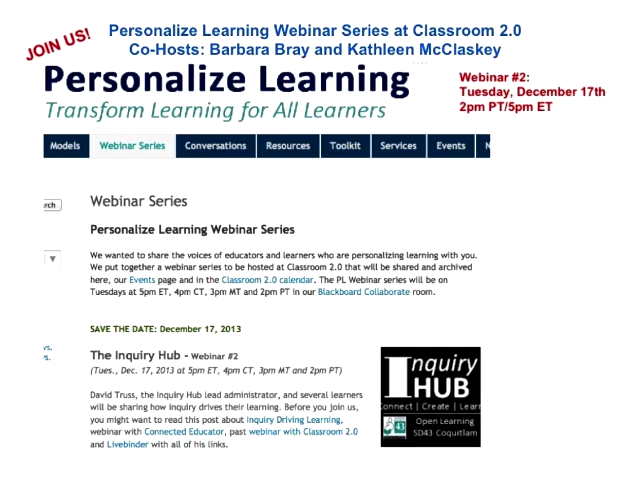 JOIN US!
Personalize Learning Webinar Series at Classroom 2.0
Co-Hosts: Barbara Bray and Kathleen McClaskey
Personalize Learning
Transform Learning for All Learners
Webinar #2:
Tuesday, December 17th
2pm PT/5pm ET
Models Webinar Series Conversations Resources Toolkit Services Events N
rch
Webinar Series
Personalize Learning Webinar Series
We wanted to share the voices of educators and learners who are personalizing learning with you.
We put together a webinar series to be hosted at Classroom 2.0 that will be shared and archived
here, our Events page and in the Classroom 2.0 calendar. The PL Webinar series will be on
Tuesdays at 5pm ET, 4pm CT, 3pm MT and 2pm PT in our Blackboard Collaborate room.
SAVE THE DATE: December 17, 2013
vs.
The Inquiry Hub - Webinar #2
(Tues., Dec. 17, 2013 at 5pm ET, 4pm CT, 3pm MT and 2pm PT)
David Truss, the Inquiry Hub lead administrator, and several learners
will be sharing how inquiry drives their learning. Before you join us,
you might want to read this post about Inquiry Driving Learning,
webinar with Connected Educator, past webinar with Classroom 2.0
and Livebinder with all of his links.
Inquiry
HUB
Connect | Create | Learn
43
Open Learning
SD43 Coquitlam